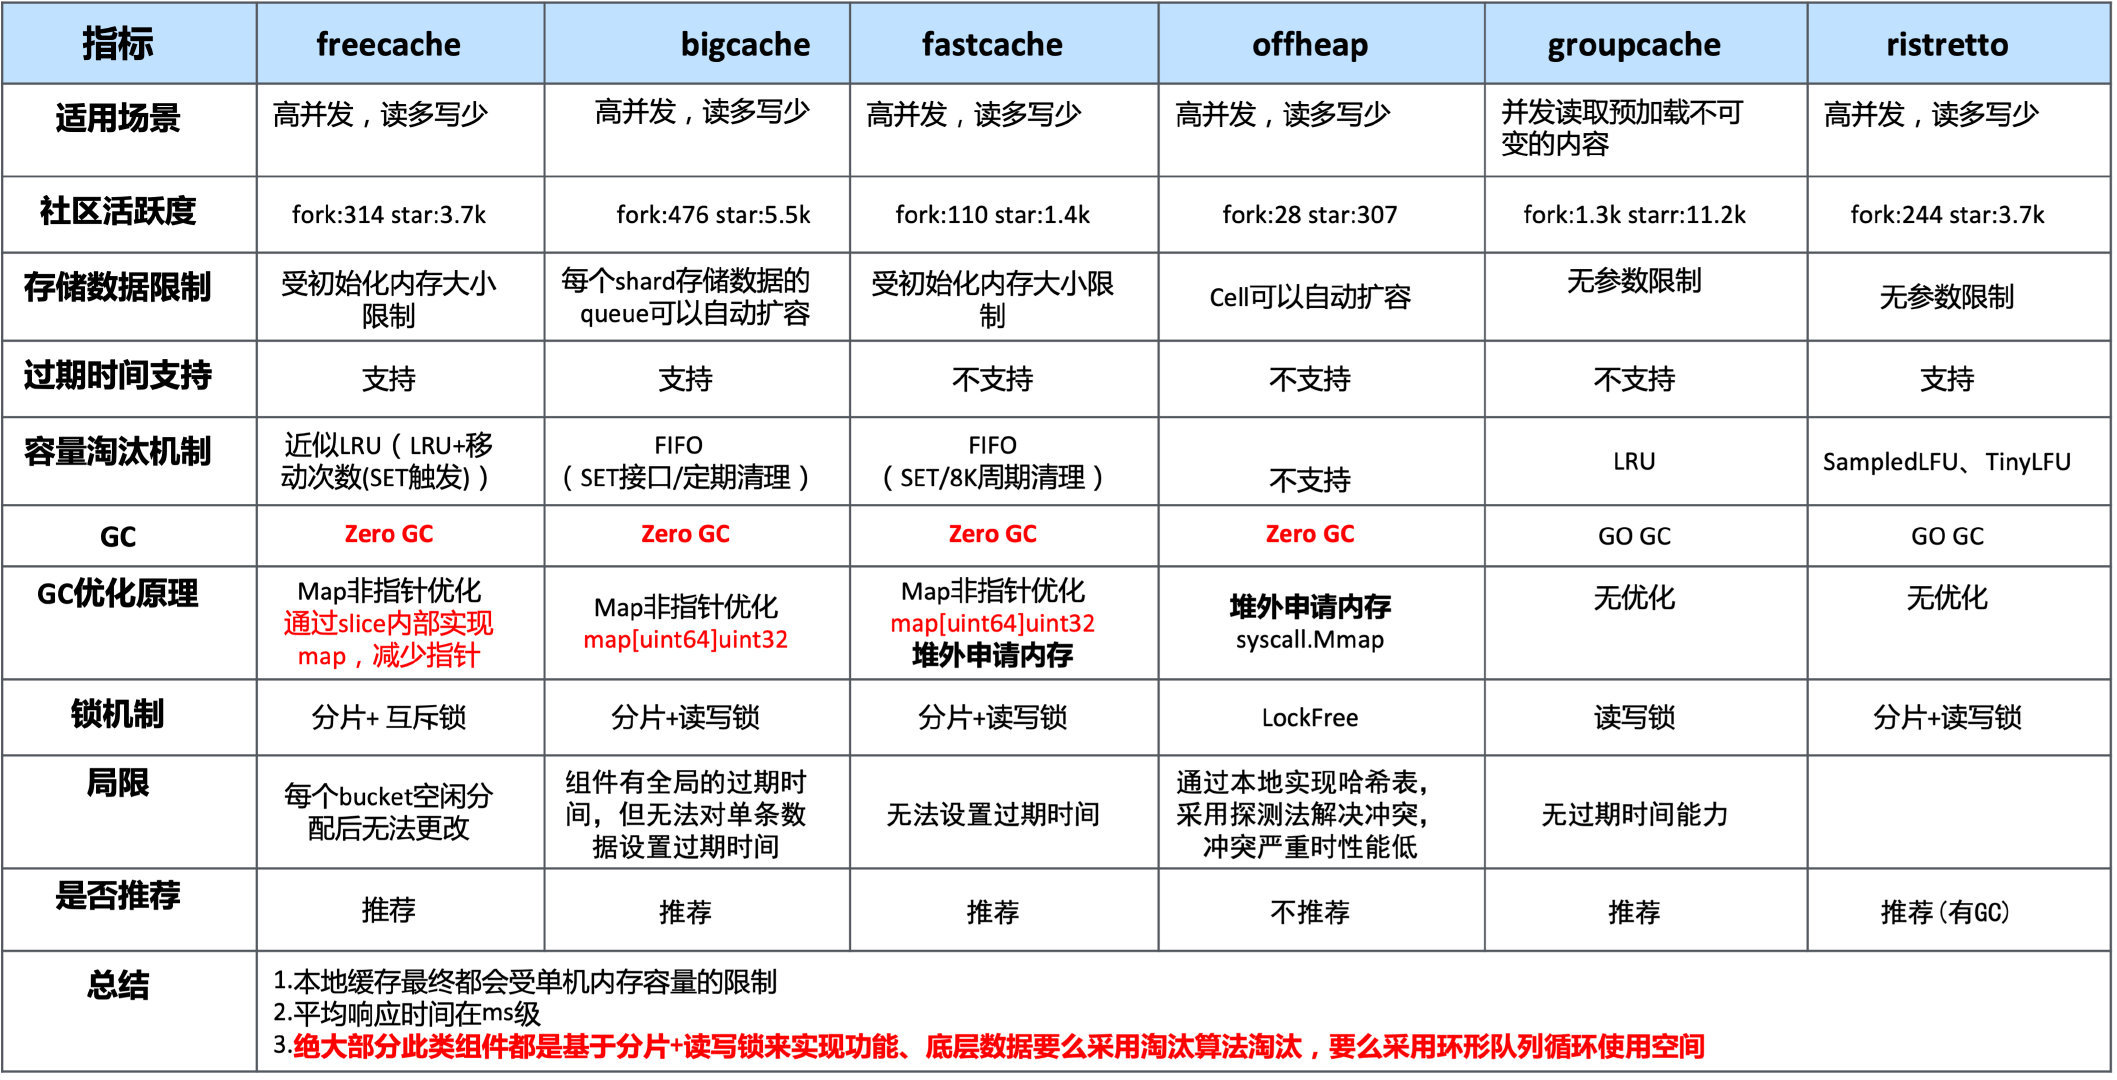 指标 freecache bigcache fastcache offheap groupcache ristretto
适用场景
高并发，读多写少
高并发，读多写少
高并发，读多写少
高并发，读多写少
并发读取预加载不可
变的内容
高并发，读多写少
社区活跃度
fork:314 star:3.7k
fork:476 star:5.5k
fork:110 star:1.4k
fork:28 star:307
fork:1.3k starr:11.2k
fork:244 star:3.7k
存储数据限制
受初始化内存大小
限制
每个shard存储数据的
queue可以自动扩容
受初始化内存大小限
制
Cell可以自动扩容
无参数限制
无参数限制
过期时间支持
支持
支持
不支持
不支持
不支持
支持
容量淘汰机制
近似LRU（LRU+移
动次数(SET触发)）
FIFO
（SET接口/定期清理）
FIFO
（SET/8K周期清理）
不支持
LRU
SampledLFU、TinyLFU
GC
Zero GC
Zero GC
Zero GC
Zero GC
GO GC
GO GC
GC优化原理
Map非指针优化
通过slice内部实现
map，减少指针
Map非指针优化
map[uint64]uint32
Map非指针优化
map[uint64]uint32
堆外申请内存
堆外申请内存
syscall.Mmap
无优化
无优化
锁机制
分片+ 互斥锁
分片+读写锁
分片+读写锁
LockFree
读写锁
分片+读写锁
局限
每个bucket空闲分
配后无法更改
组件有全局的过期时
间，但无法对单条数
据设置过期时间
无法设置过期时间
通过本地实现哈希表，
采用探测法解决冲突，
冲突严重时性能低
无过期时间能力
是否推荐
推荐
推荐
推荐
不推荐
推荐
推荐(有GC)
总结
1.本地缓存最终都会受单机内存容量的限制
2.平均响应时间在ms级
3.绝大部分此类组件都是基于分片+读写锁来实现功能、底层数据要么采用淘汰算法淘汰，要么采用环形队列循环使用空间